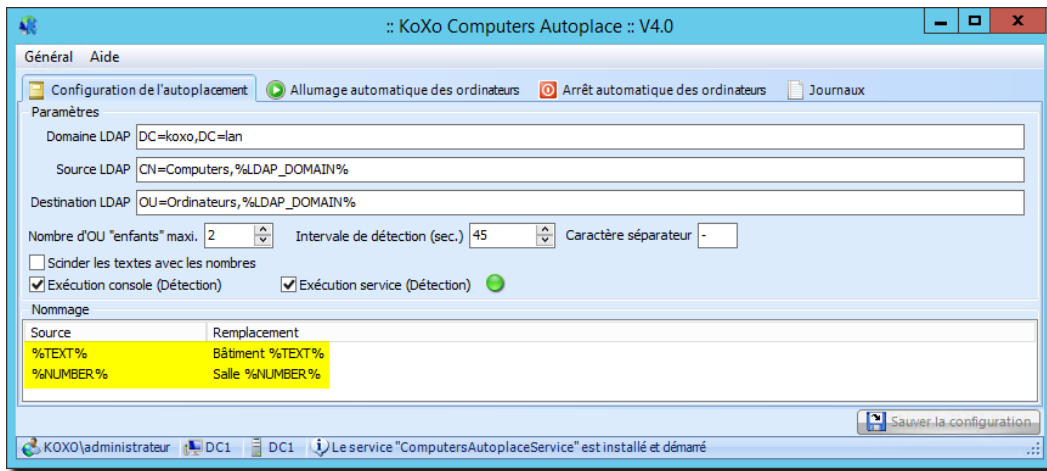 :: KoXo Computers Autoplace :: V4.0
Général Aide
Configuration de l'autoplacement Allumage automatique des ordinateurs Arrêt automatique des ordinateurs Journaux
Paramètres
Domaine LDAP DC=koxo,DC=lan
Source LDAP CN=Computers,%LDAP_DOMAIN%
Destination LDAP OU=Ordinateurs,%LDAP_DOMAIN%
Nombre d'OU "enfants" maxi. 2 Intervale de détection (sec.) 45 Caractère séparateur -
Scinder les textes avec les nombres
Exécution console (Détection) Exécution service (Détection)
Nommage
Source Remplacement
%TEXT% Bâtiment %TEXT%
%NUMBER% Salle %NUMBER%
Sauver la configuration
KOXO\administrateur DC1 DC1 Le service "ComputersAutoplaceService" est installé et démarré